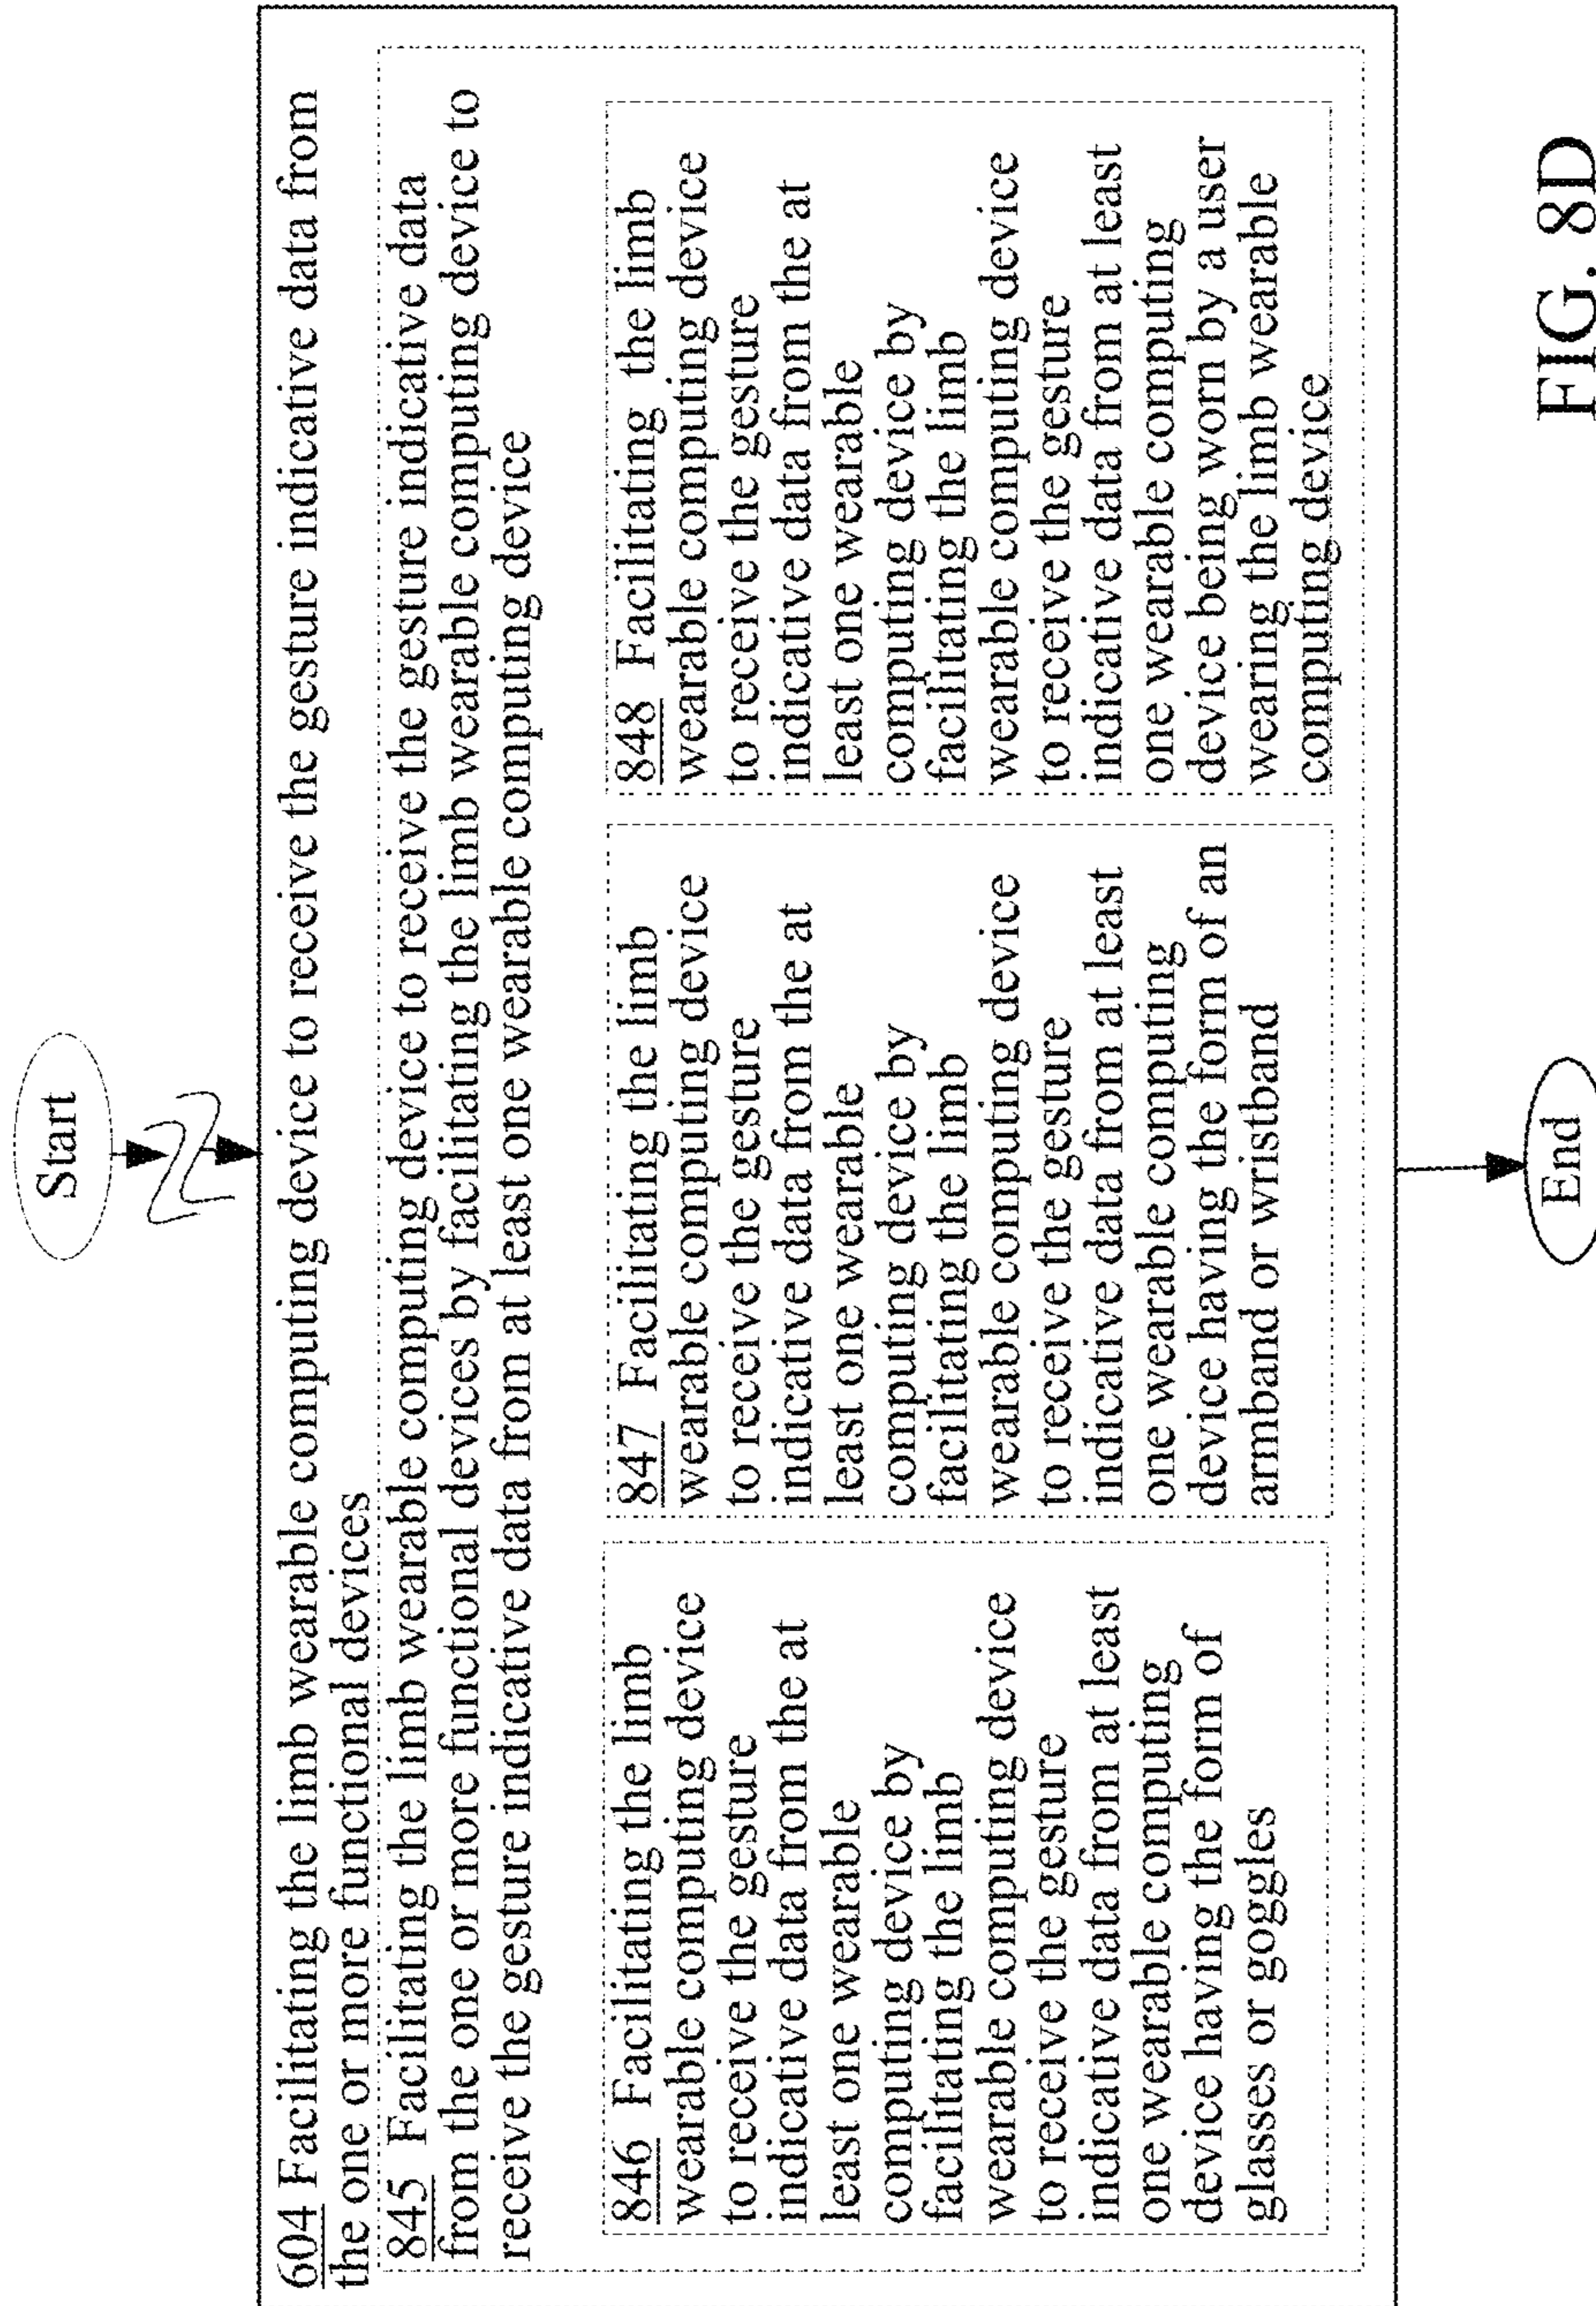 Start
604 Facilitating the limb wearable computing device to receive the gesture indicative data from
the one or more functional devices
845 Facilitating the limb wearable computing device to receive the gesture indicative data
from the one or more functional devices by facilitating the limb wearable computing device to
receive the gesture indicative data from at least one wearable computing device
846 Facilitating the limb
wearable computing device
to receive the gesture
indicative data from the at
least one wearable
computing device by
facilitating the limb
wearable computing device
to receive the gesture
indicative data from at least
one wearable computing
device having the form of
glasses or goggles
847 Facilitating the limb
wearable computing device
to receive the gesture
indicative data from the at
least one wearable
computing device by
facilitating the limb
wearable computing device
to receive the gesture
indicative data from at least
one wearable computing
device having the form of an
armband or wristband
848 Facilitating the limb
wearable computing device
to receive the gesture
indicative data from the at
least one wearable
computing device by
facilitating the limb
wearable computing device
to receive the gesture
indicative data from at least
one wearable computing
device being worn by a user
wearing the limb wearable
computing device
End
FIG. 8D